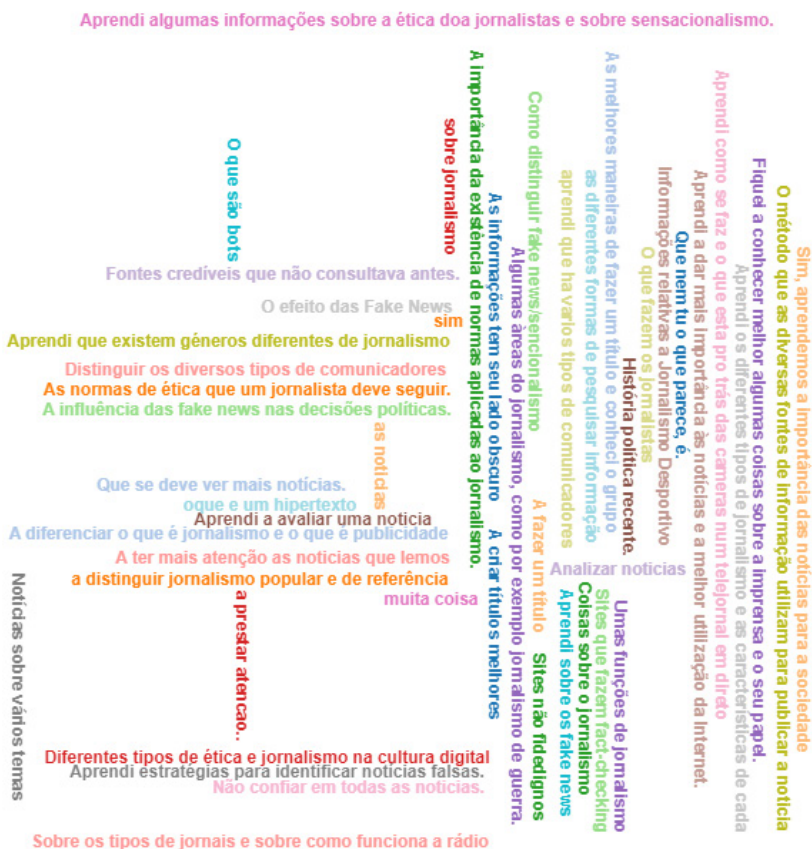 Aprendi algumas informações sobre a ética doa jornalistas e sobre sensacionalismo.
O que são bots
sobre jornalismo
Fontes credíveis que não consultava antes.
O efeito das Fake News
sim
Aprendi que existem géneros diferentes de jornalismo
Distinguir os diversos tipos de comunicadores
As normas de ética que um jornalista deve seguir.
A influência das fake news nas decisões políticas.
as noticias
Que se deve ver mais notícias.
oque e um hipertexto
Aprendi a avaliar uma noticia
A diferenciar o que é jornalismo e o que é publicidade
A ter mais atenção as noticias que lemos
a distinguir jornalismo popular e de referência
muita coisa
Notícias sobre vários temas
a prestar atencao..
Diferentes tipos de ética e jornalismo na cultura digital
Aprendi estratégias para identificar noticias falsas.
Não confiar em todas as noticias.
Sobre os tipos de jornais e sobre como funciona a rádio
A importância da existência de normas aplicadas ao jornalismo.
As informações tem seu lado obscuro
A criar títulos melhores
Algumas àreas do jornalismo, como por exemplo jornalismo de guerra.
Como distinguir fake news/sencionalismo
A fazer um título
Sites não fidedignos
aprendi que ha varios tipos de comunicadores
Analizar noticias
Aprendi sobre os fake news
as diferentes formas de pesquisar informação
Coisas sobre o jornalismo
As melhores maneiras de fazer um título e conheci o grupo
Sites que fazem fact-checking
História política recente.
Umas funções de jornalismo
O que fazem os jornalistas
Informações relativas a Jornalismo Desportivo
Que nem tu o que parece, é.
Aprendi a dar mais importância às notícias e a melhor utilização da Internet.
Aprendi como se faz e o que esta pro trás das cameras num telejornal em direto
Aprendi os diferentes tipos de jornalismo e as características de cada
Fiquei a conhecer melhor algumas coisas sobre a imprensa e o seu papel.
O método que as diversas fontes de informação utilizam para publicar a noticia
Sim, aprendemos a importância das noticias para a sociedade